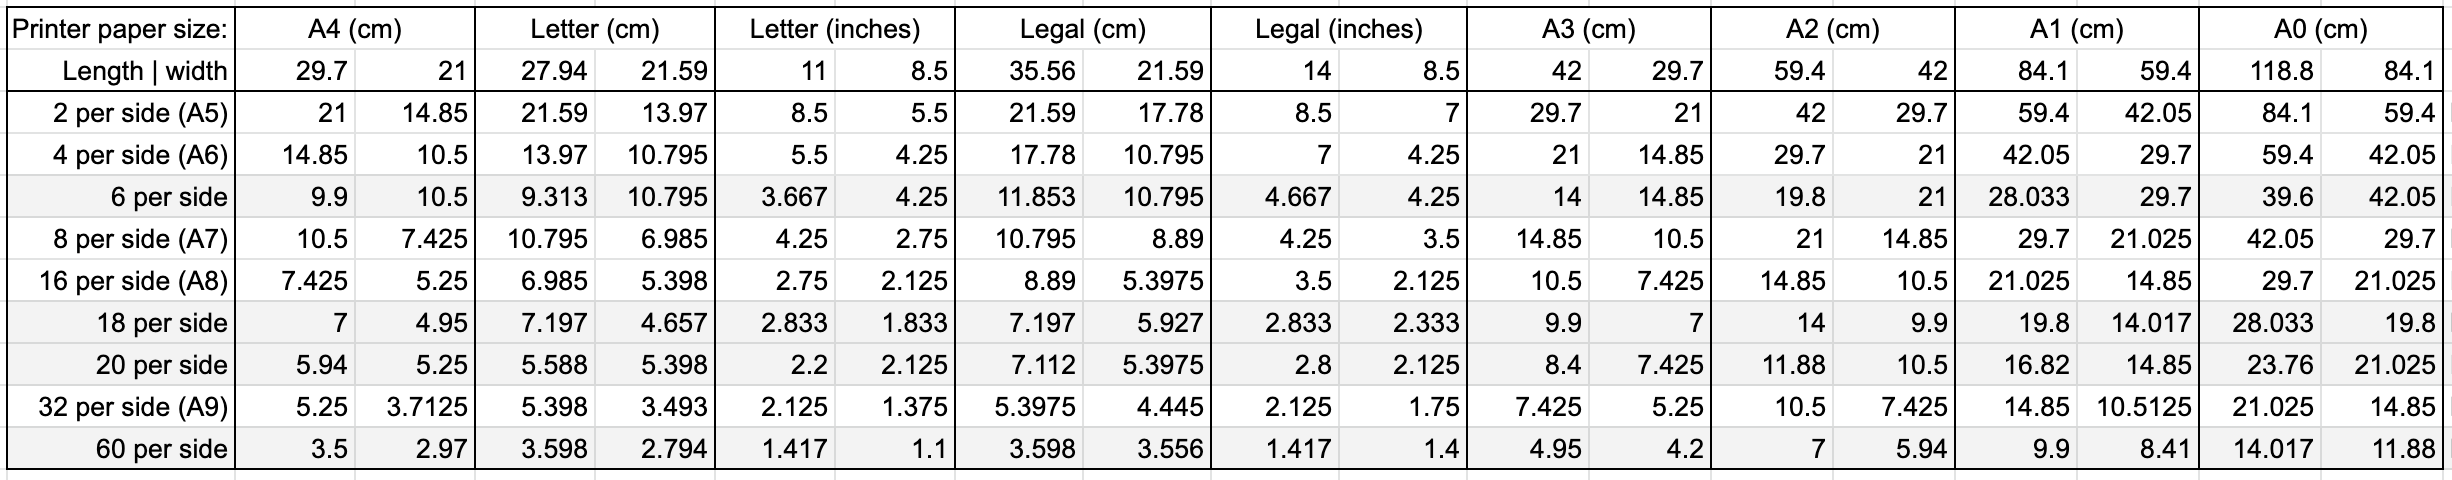 Printer paper size: A4 (cm) Letter (cm) Letter (inches) Legal (cm) Legal (inches) A3 (cm) A2 (cm) A1 (cm) A0 (cm)
Length | width 29.7 21 27.94 21.59 11 8.5 35.56 21.59 14 8.5 42 29.7 59.4 42 84.1 59.4 118.8 84.1
2 per side (A5) 21 14.85 21.59 13.97 8.5 5.5 21.59 17.78 8.5 7 29.7 21 42 29.7 59.4 42.05 84.1 59.4
4 per side (A6) 14.85 10.5 13.97 10.795 5.5 4.25 17.78 10.795 7 4.25 21 14.85 29.7 21 42.05 29.7 59.4 42.05
6 per side 9.9 10.5 9.313 10.795 3.667 4.25 11.853 10.795 4.667 4.25 14 14.85 19.8 21 28.033 29.7 39.6 42.05
8 per side (A7) 10.5 7.425 10.795 6.985 4.25 2.75 10.795 8.89 4.25 3.5 14.85 10.5 21 14.85 29.7 21.025 42.05 29.7
16 per side (A8) 7.425 5.25 6.985 5.398 2.75 2.125 8.89 5.3975 3.5 2.125 10.5 7.425 14.85 10.5 21.025 14.85 29.7 21.025
18 per side 7 4.95 7.197 4.657 2.833 1.833 7.197 5.927 2.833 2.333 9.9 7 14 9.9 19.8 14.017 28.033 19.8
20 per side 5.94 5.25 5.588 5.398 2.2 2.125 7.112 5.3975 2.8 2.125 8.4 7.425 11.88 10.5 16.82 14.85 23.76 21.025
32 per side (A9) 5.25 3.7125 5.398 3.493 2.125 1.375 5.3975 4.445 2.125 1.75 7.425 5.25 10.5 7.425 14.85 10.5125 21.025 14.85
60 per side 3.5 2.97 3.598 2.794 1.417 1.1 3.598 3.556 1.417 1.4 4.95 4.2 7 5.94 9.9 8.41 14.017 11.88